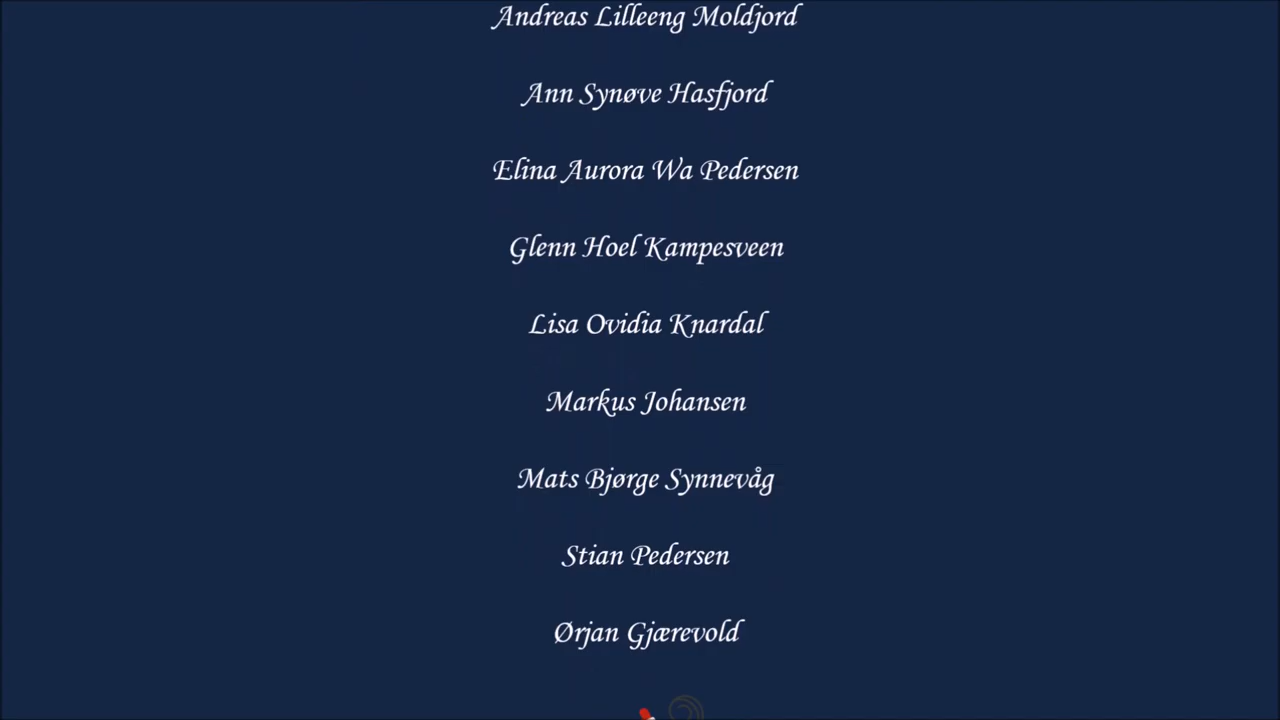 Andreas Lilleeng Moldjord
Ann Synøve Hasfjord
Elina Aurora Wa Pedersen
Glenn Hoel Kampesveen
Lisa Ovidia Knardal
Markus Johansen
Mats Bjørge Synnevåg
Stian Pedersen
Ørjan Gjærevold